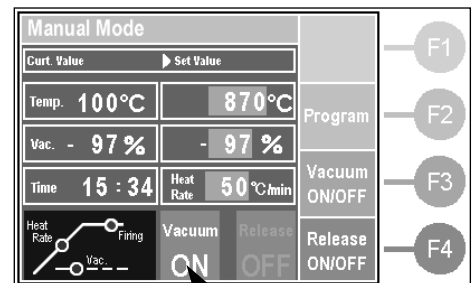 Manual Mode
Curt. Value Set Value
Temp. 100°C 870°C
Vac. - 97 % - 97 %
Time 15 : 34 Heat Rate 50 °C/min
Heat Rate Firing Vac.
Vacuum ON
Release OFF
F1
Program F2
Vacuum ON/OFF F3
Release ON/OFF F4